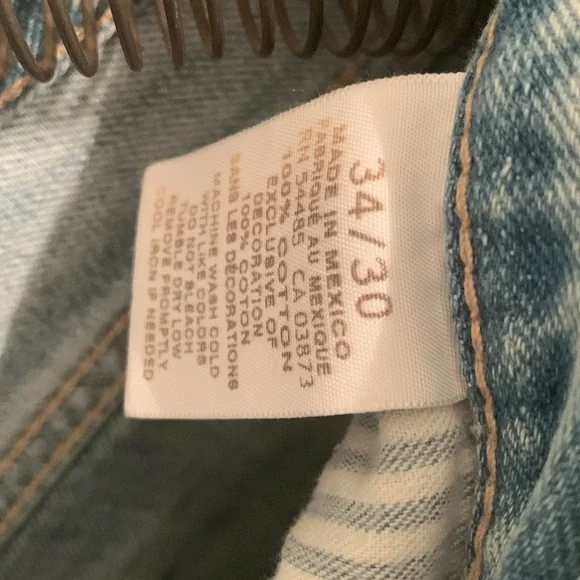 34/30
MADE IN MEXICO
FABRIQUÉ AU MEXIQUE
RN 54485 CA 03873
100% COTTON
EXCLUSIVE OF
DECORATION
100% COTON
SANS LES DÉCORATIONS
MACHINE WASH COLD
WITH LIKE COLORS
DO NOT BLEACH
TUMBLE DRY LOW
REMOVE PROMPTLY
COOL IRON IF NEEDED